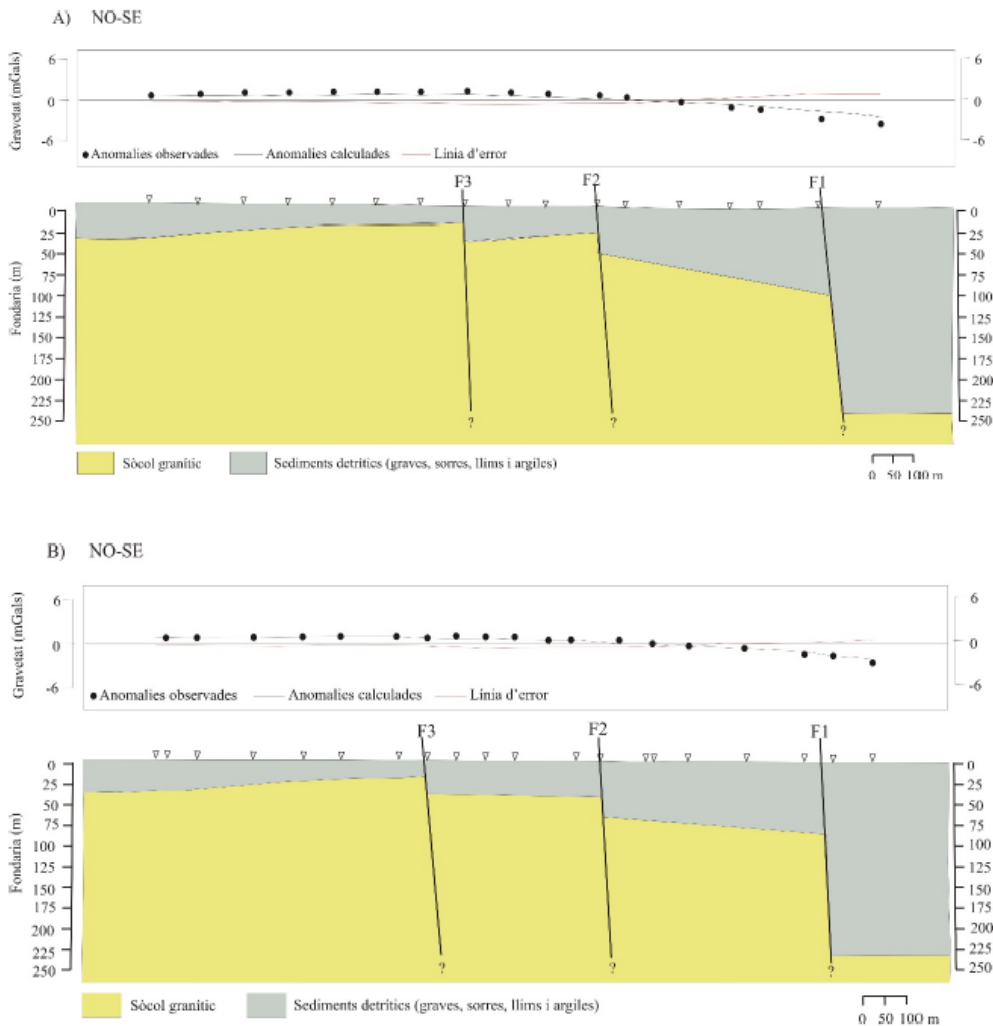 A) NO-SE
Gravetat (mGals)
6 6
0 0
-6 -6
Anomalies observades Anomalies calculades Línia d'error
F3 F2 F1
Fondaria (m)
0 0
25 25
50 50
75 75
100 100
125 125
150 150
175 175
200 200
225 225
250 250
? ? ?
Sòcol granític Sediments detrítics (graves, sorres, llims i argiles)
0 50 100 m
B) NO-SE
Gravetat (mGals)
6 6
0 0
-6 -6
Anomalies observades Anomalies calculades Línia d'error
F3 F2 F1
Fondaria (m)
0 0
25 25
50 50
75 75
100 100
125 125
150 150
175 175
200 200
225 225
250 250
? ? ?
Sòcol granític Sediments detrítics (graves, sorres, llims i argiles)
0 50 100 m